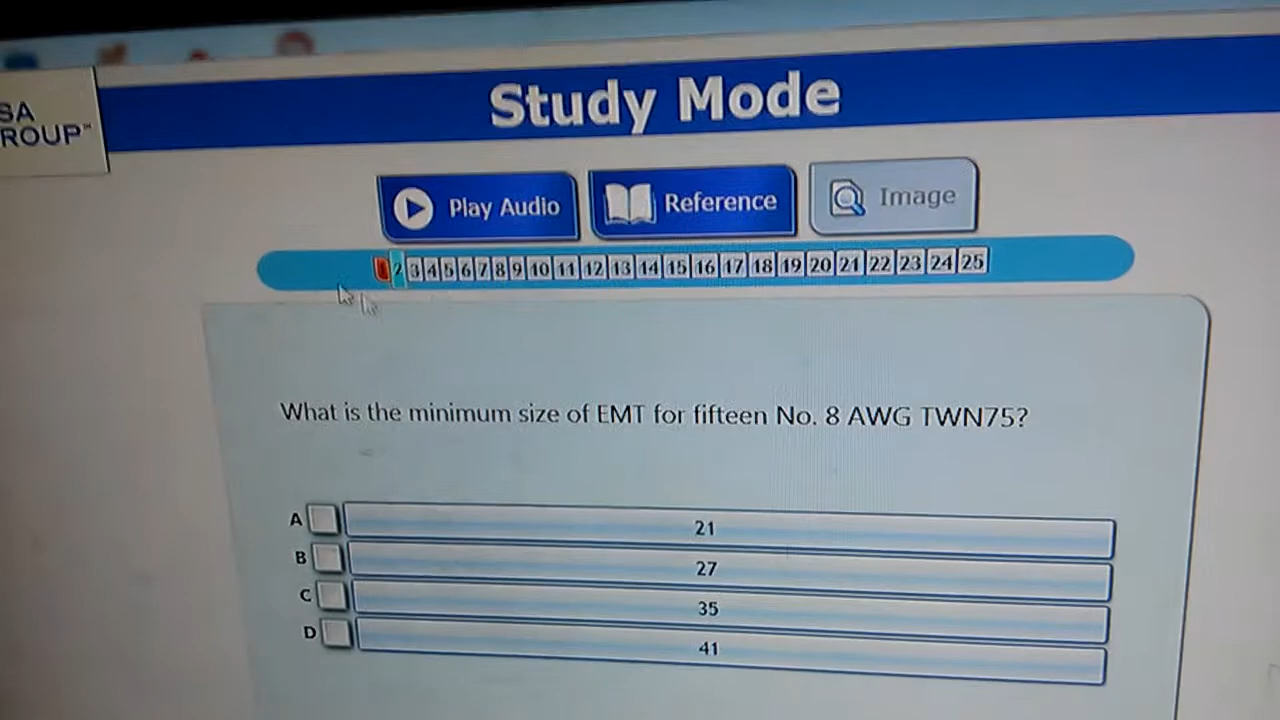 SA
ROUP™
Study Mode
Play Audio
Reference
Image
1 2 3 4 5 6 7 8 9 10 11 12 13 14 15 16 17 18 19 20 21 22 23 24 25
What is the minimum size of EMT for fifteen No. 8 AWG TWN75?
A 21
B 27
C 35
D 41